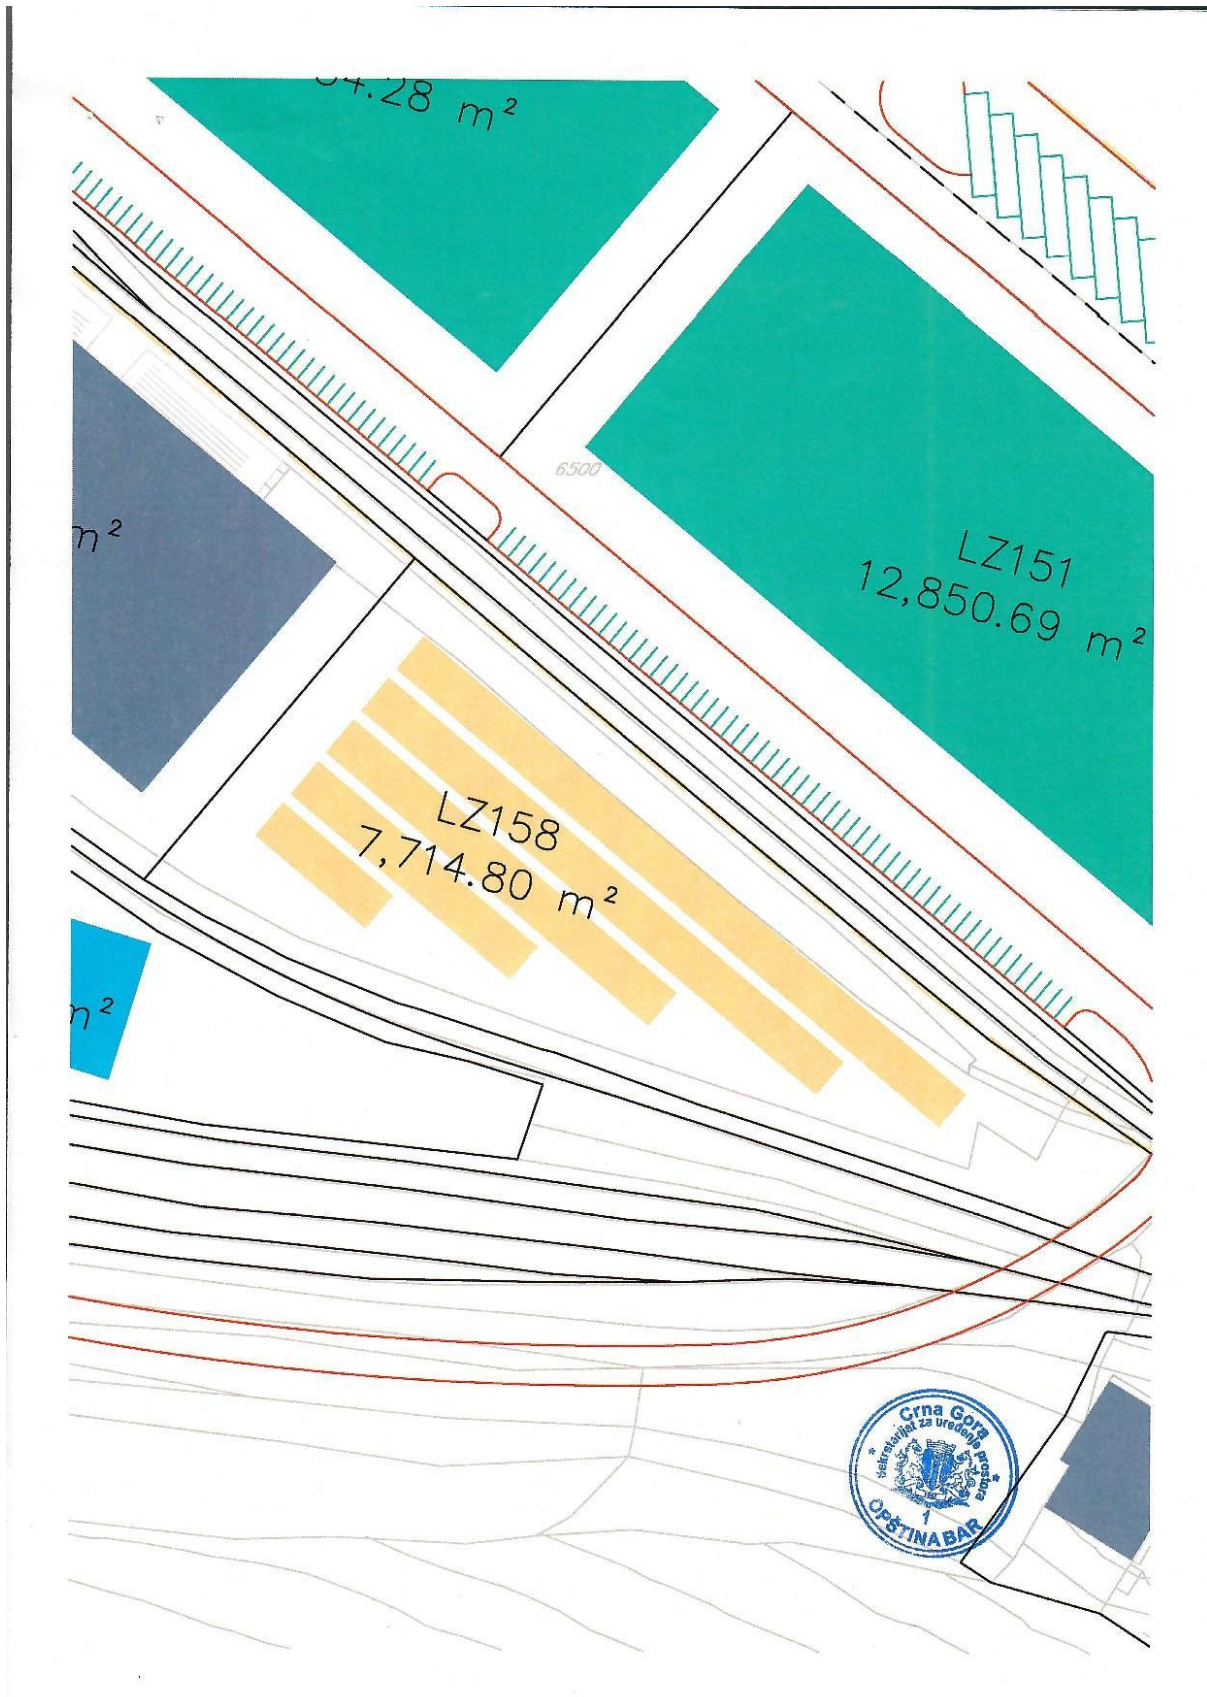 4.28 m²
6500
LZ151
12,850.69 m²
m²
LZ158
7,714.80 m²
m²
Crna Gora
Sekretarijat za uređenje prostora
1
OPŠTINA BAR